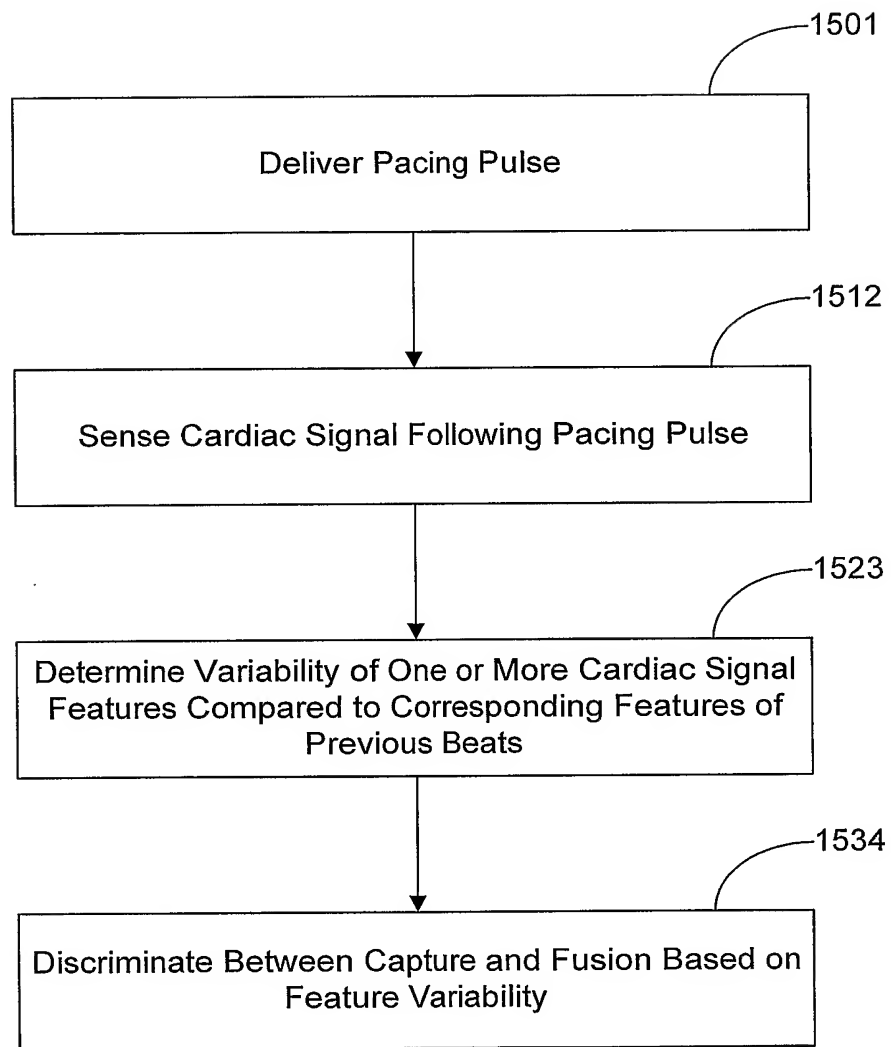 1501
Deliver Pacing Pulse
1512
Sense Cardiac Signal Following Pacing Pulse
1523
Determine Variability of One or More Cardiac Signal
Features Compared to Corresponding Features of
Previous Beats
1534
Discriminate Between Capture and Fusion Based on
Feature Variability